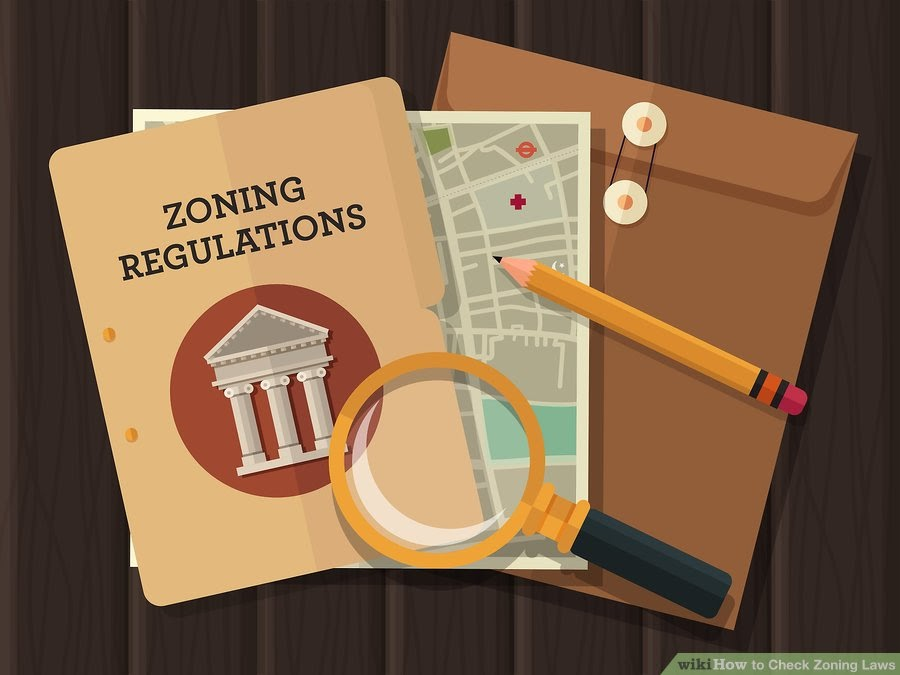 ZONING
REGULATIONS
wikiHow to Check Zoning Laws